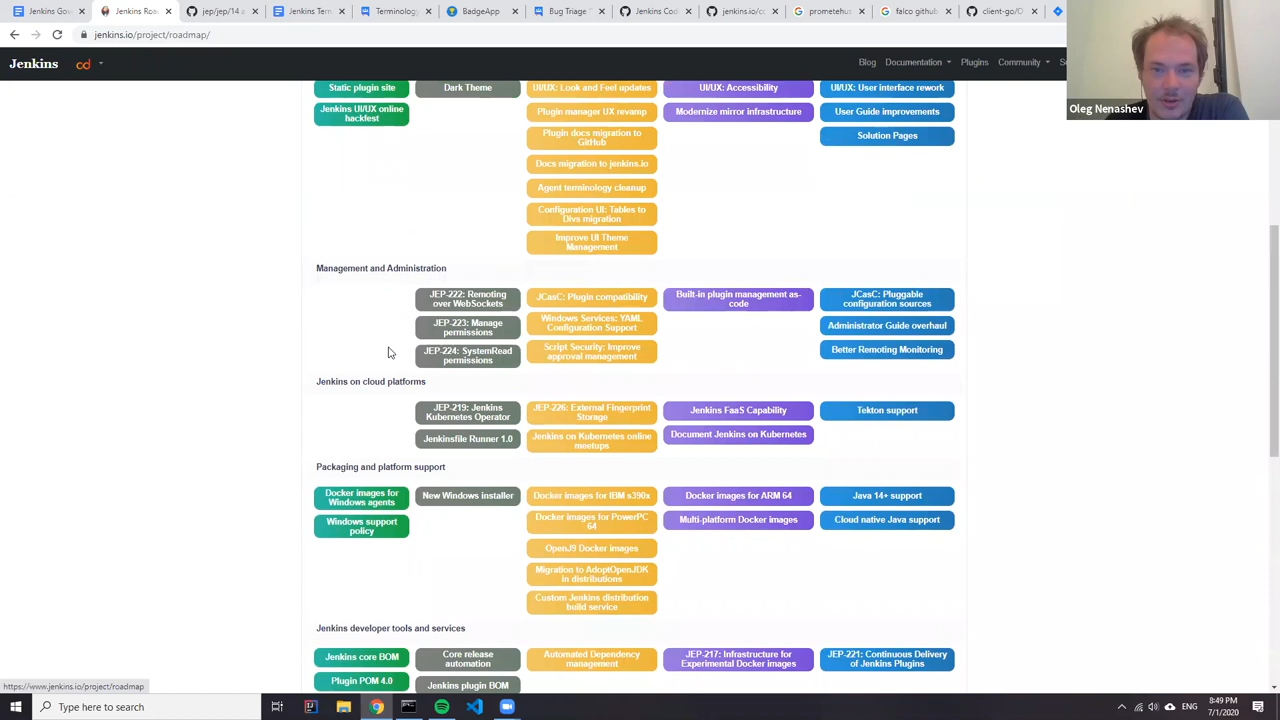 Jenkins Gov
Jenkins Roa
jep/jep/14 a
Jenkins Tern
BadgeApp
Bug Triage
Jenkins Cod
jenkins.io/cc
prometheus
falco github
client-go/D
jenkins.io/project/roadmap/
Jenkins
cd
Blog
Documentation
Plugins
Community
Oleg Nenashev
Static plugin site
Dark Theme
UI/UX: Look and Feel updates
UI/UX: Accessibility
UI/UX: User interface rework
Jenkins UI/UX online
hackfest
Plugin manager UX revamp
Modernize mirror infrastructure
User Guide improvements
Plugin docs migration to
GitHub
Solution Pages
Docs migration to jenkins.io
Agent terminology cleanup
Configuration UI: Tables to
Divs migration
Improve UI Theme
Management
Management and Administration
JEP-222: Remoting
over WebSockets
JCasC: Plugin compatibility
Built-in plugin management as-
code
JCasC: Pluggable
configuration sources
JEP-223: Manage
permissions
Windows Services: YAML
Configuration Support
Administrator Guide overhaul
JEP-224: SystemRead
permissions
Script Security: Improve
approval management
Better Remoting Monitoring
Jenkins on cloud platforms
JEP-219: Jenkins
Kubernetes Operator
JEP-226: External Fingerprint
Storage
Jenkins FaaS Capability
Tekton support
Jenkinsfile Runner 1.0
Jenkins on Kubernetes online
meetups
Document Jenkins on Kubernetes
Packaging and platform support
Docker images for
Windows agents
New Windows installer
Docker images for IBM s390x
Docker images for ARM 64
Java 14+ support
Windows support
policy
Docker images for PowerPC
64
Multi-platform Docker images
Cloud native Java support
OpenJ9 Docker images
Migration to AdoptOpenJDK
in distributions
Custom Jenkins distribution
build service
Jenkins developer tools and services
Jenkins core BOM
Core release
automation
Automated Dependency
management
JEP-217: Infrastructure for
Experimental Docker images
JEP-221: Continuous Delivery
of Jenkins Plugins
Plugin POM 4.0
Jenkins plugin BOM
https://www.jenkins.io/project/roadmap
Type here to search
ENG
8:49 PM
7/1/2020